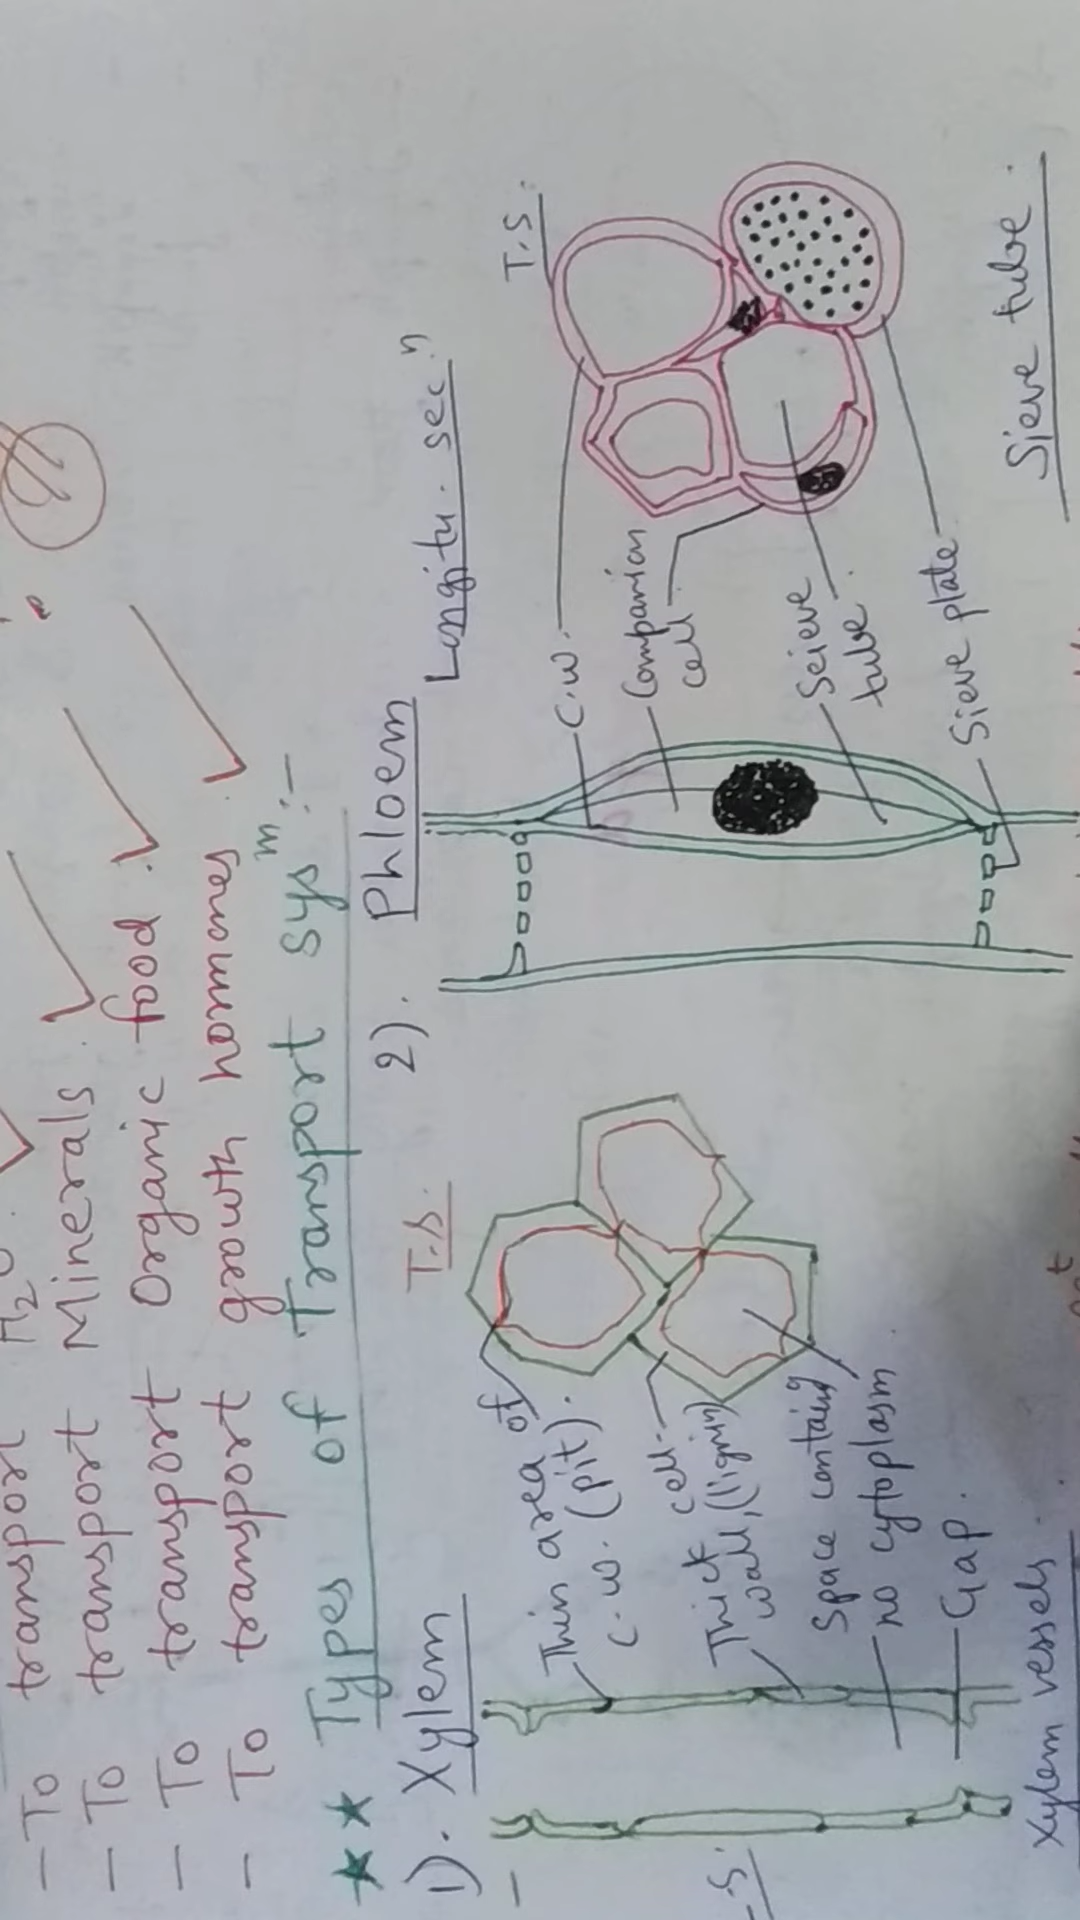 — To transport H2O
— To transport Minerals.
— To transport Organic food.
— To transport growth hormones.
★★ Types of Transport sysm :—
1). Xylem
T.S.
Thin area of
c.w. (pit).
Thick cell
wall, (lignin)
Space containg
no cytoplasm
Gap.
Xylem vessels.
2). Phloem
Longitu. secn
T.S.
C.W.
Companion
cell
Seieve
tube.
Sieve plate
Sieve tube.